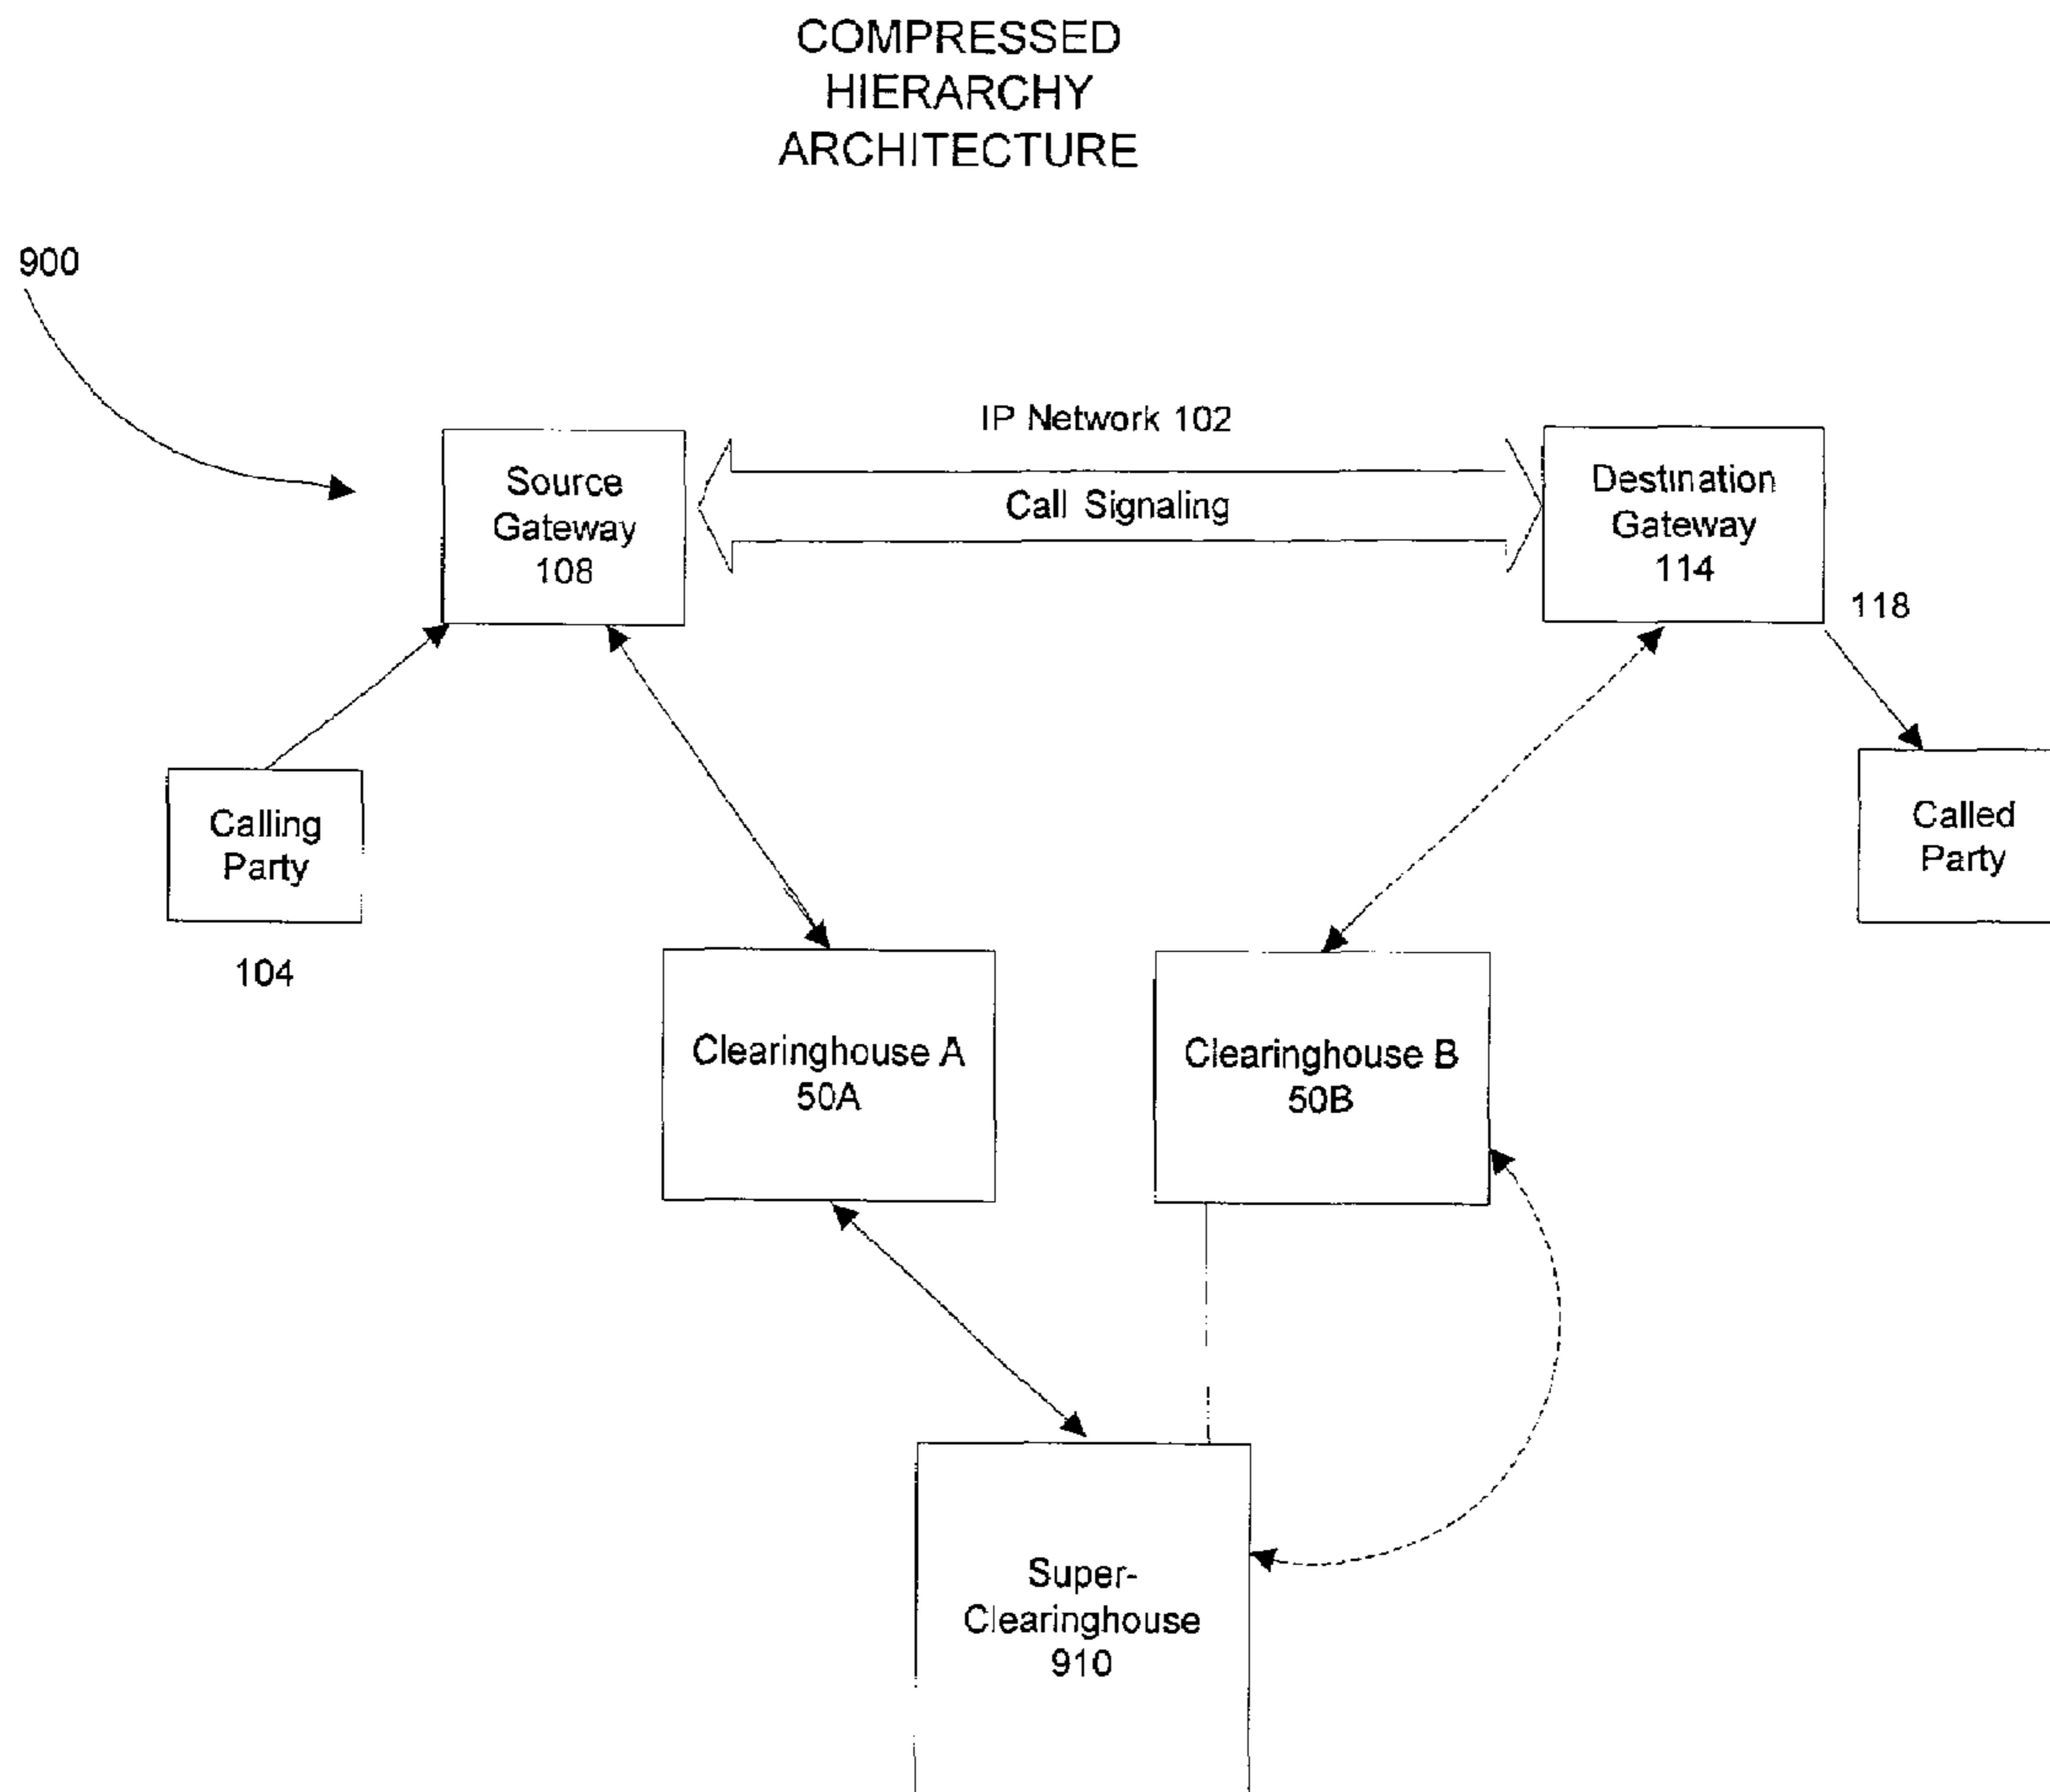 COMPRESSED
HIERARCHY
ARCHITECTURE
900
IP Network 102
Source
Gateway
108
Call Signaling
Destination
Gateway
114
118
Calling
Party
104
Called
Party
Clearinghouse A
50A
Clearinghouse B
50B
Super-
Clearinghouse
910